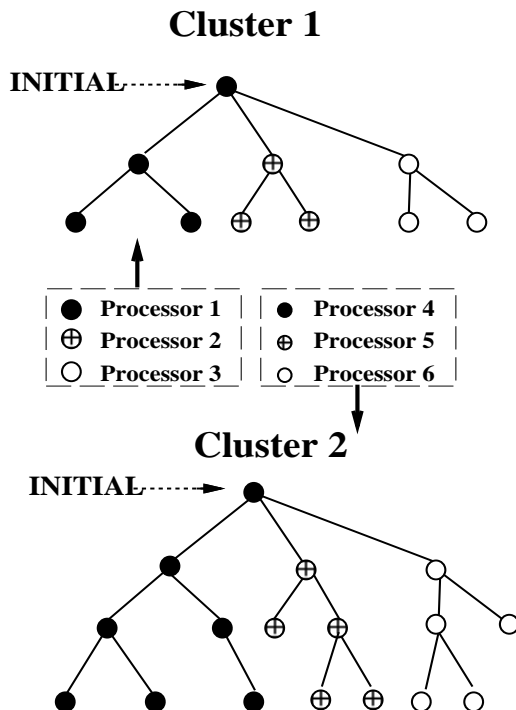 Cluster 1
INITIAL
Processor 1
Processor 2
Processor 3
Processor 4
Processor 5
Processor 6
Cluster 2
INITIAL